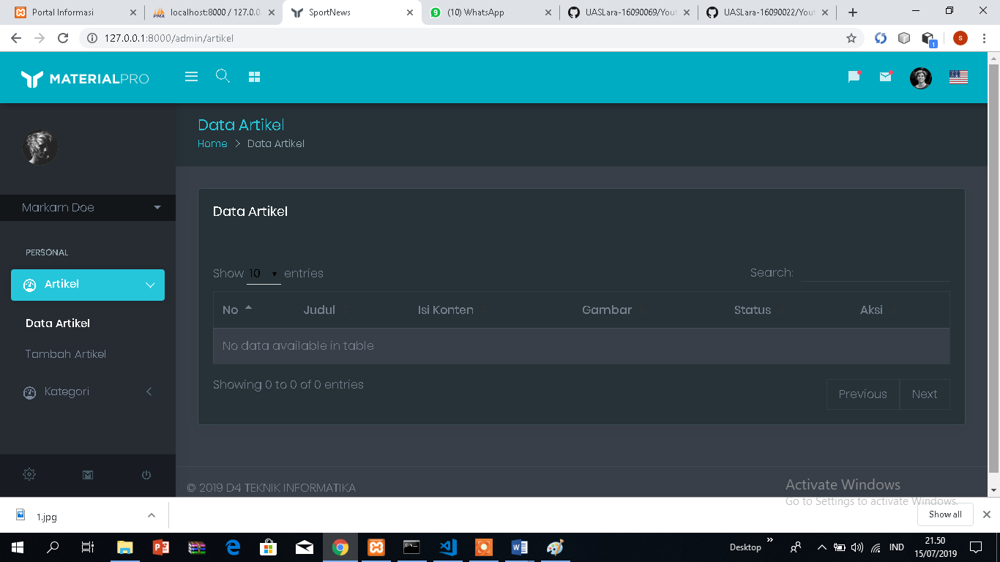 Portal Informasi
localhost:8000 / 127.0.0.
SportNews
(10) WhatsApp
UASLara-16090069/Yout
UASLara-16090022/Yout
127.0.0.1:8000/admin/artikel
s
1
MATERIALPRO
Data Artikel
Home > Data Artikel
Markarn Doe
PERSONAL
Artikel
Data Artikel
Tambah Artikel
Kategori
Data Artikel
Show 10 entries
Search:
No Judul Isi Konten Gambar Status Aksi
No data available in table
Showing 0 to 0 of 0 entries
Previous Next
© 2019 D4 TEKNIK INFORMATIKA
Activate Windows
Go to Settings to activate Windows.
1.jpg
Show all
Desktop
IND
21.50
15/07/2019